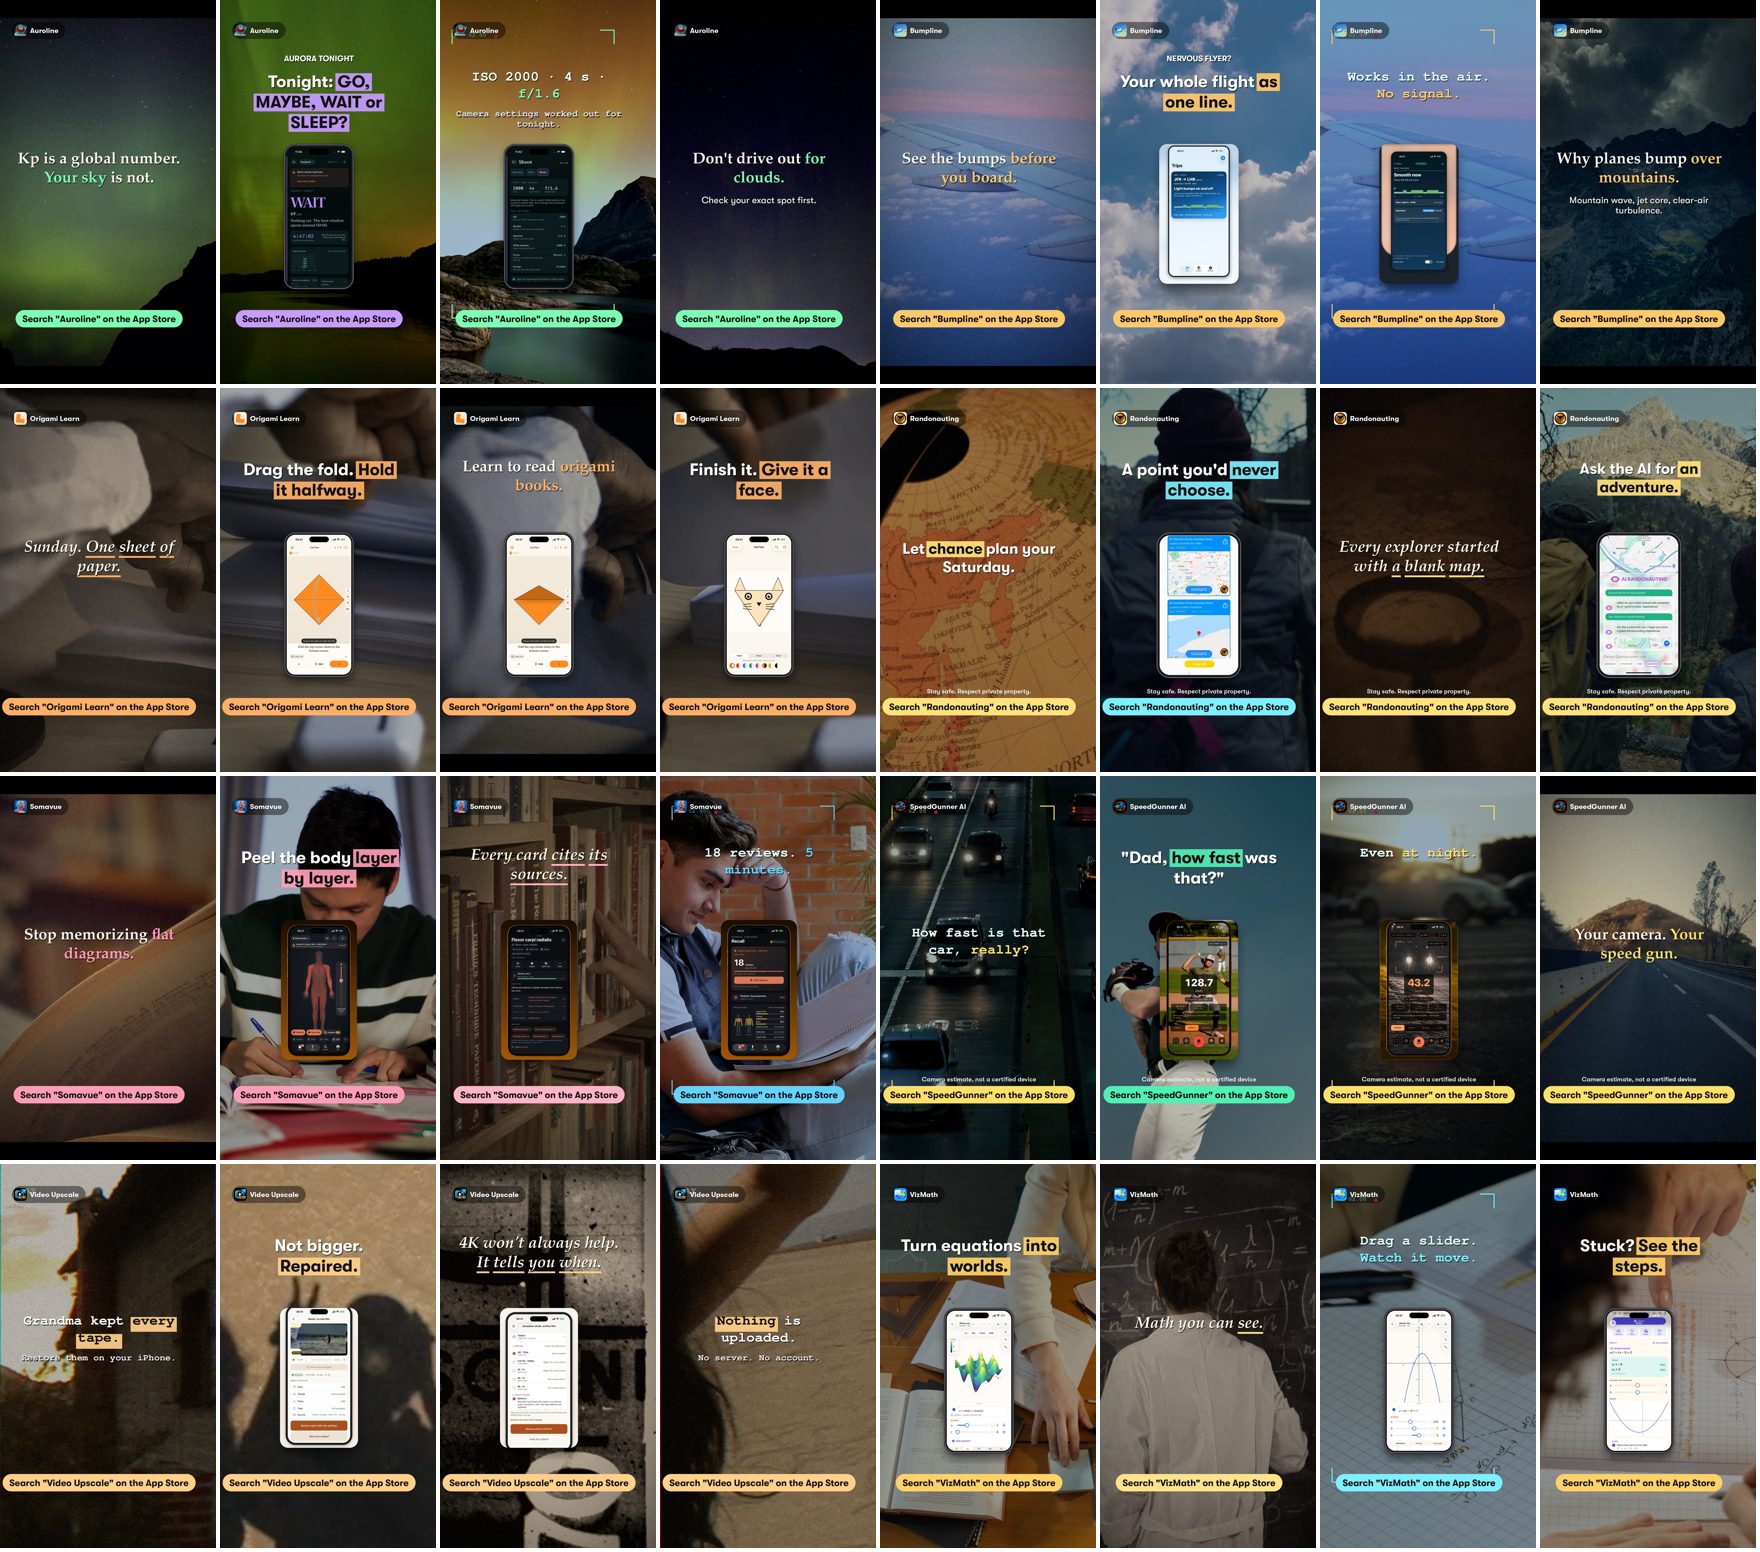 Auroline
Kp is a global number.
Your sky is not.
Search "Auroline" on the App Store
Auroline
AURORA TONIGHT
Tonight: GO,
MAYBE, WAIT or
SLEEP?
WAIT
Search "Auroline" on the App Store
Auroline
ISO 2000 · 4 s ·
f/1.6
Camera settings worked out for
tonight.
Shoot
Search "Auroline" on the App Store
Auroline
Don't drive out for
clouds.
Check your exact spot first.
Search "Auroline" on the App Store
Bumpline
See the bumps before
you board.
Search "Bumpline" on the App Store
Bumpline
NERVOUS FLYER?
Your whole flight as
one line.
Trips
JFK → LHR
Light bumps on and off
Search "Bumpline" on the App Store
Bumpline
Works in the air.
No signal.
Smooth now
Search "Bumpline" on the App Store
Bumpline
Why planes bump over
mountains.
Mountain wave, jet core, clear-air
turbulence.
Search "Bumpline" on the App Store
Origami Learn
Sunday. One sheet of
paper.
Search "Origami Learn" on the App Store
Origami Learn
Drag the fold. Hold
it halfway.
Search "Origami Learn" on the App Store
Origami Learn
Learn to read origami
books.
Search "Origami Learn" on the App Store
Origami Learn
Finish it. Give it a
face.
Search "Origami Learn" on the App Store
Randonauting
Let chance plan your
Saturday.
Stay safe. Respect private property.
Search "Randonauting" on the App Store
Randonauting
A point you'd never
choose.
Stay safe. Respect private property.
Search "Randonauting" on the App Store
Randonauting
Every explorer started
with a blank map.
Stay safe. Respect private property.
Search "Randonauting" on the App Store
Randonauting
Ask the AI for an
adventure.
AI RANDONAUTING
Stay safe. Respect private property.
Search "Randonauting" on the App Store
Somavue
Stop memorizing flat
diagrams.
Search "Somavue" on the App Store
Somavue
Peel the body layer
by layer.
Search "Somavue" on the App Store
Somavue
Every card cites its
sources.
Flexor carpi radialis
Search "Somavue" on the App Store
Somavue
18 reviews. 5
minutes.
Recall
18
Search "Somavue" on the App Store
SpeedGunner AI
How fast is that
car, really?
Camera estimate, not a certified device
Search "SpeedGunner" on the App Store
SpeedGunner AI
"Dad, how fast was
that?"
128.7
Camera estimate, not a certified device
Search "SpeedGunner" on the App Store
SpeedGunner AI
Even at night.
43.2
Camera estimate, not a certified device
Search "SpeedGunner" on the App Store
SpeedGunner AI
Your camera. Your
speed gun.
Camera estimate, not a certified device
Search "SpeedGunner" on the App Store
Video Upscale
Grandma kept every
tape.
Restore them on your iPhone.
Search "Video Upscale" on the App Store
Video Upscale
Not bigger.
Repaired.
Search "Video Upscale" on the App Store
Video Upscale
4K won't always help.
It tells you when.
Search "Video Upscale" on the App Store
Video Upscale
Nothing is
uploaded.
No server. No account.
Search "Video Upscale" on the App Store
VizMath
Turn equations into
worlds.
Search "VizMath" on the App Store
VizMath
Math you can see.
Search "VizMath" on the App Store
VizMath
Drag a slider.
Watch it move.
Search "VizMath" on the App Store
VizMath
Stuck? See the
steps.
Search "VizMath" on the App Store